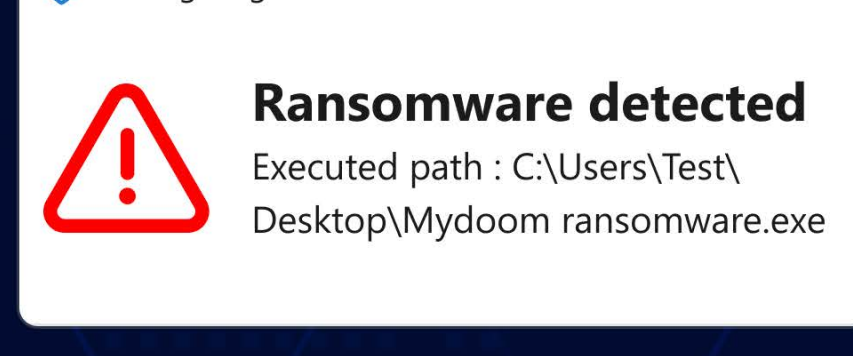 Ransomware detected
Executed path : C:\Users\Test\
Desktop\Mydoom ransomware.exe